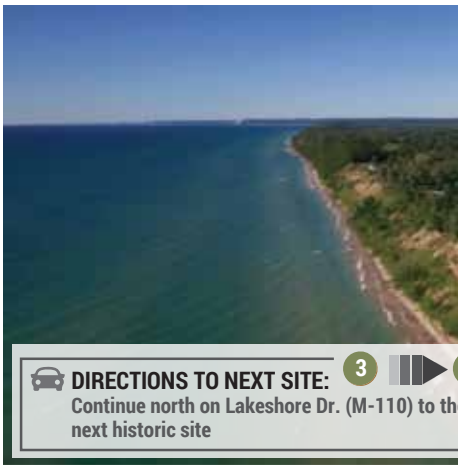 DIRECTIONS TO NEXT SITE: 3
Continue north on Lakeshore Dr. (M-110) to the
next historic site